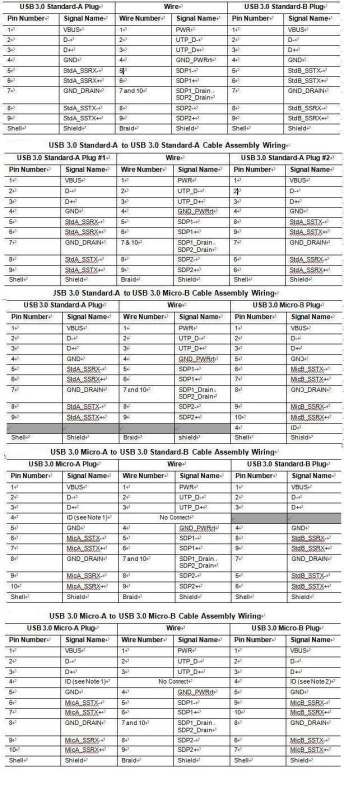 USB 3.0 Standard-A Plug Wire USB 3.0 Standard-B Plug
Pin Number Signal Name Wire Number Signal Name Pin Number Signal Name
1 VBUS 1 PWR 1 VBUS
2 D- 2 UTP_D- 2 D-
3 D+ 3 UTP_D+ 3 D+
4 GND 4 GND_PWRrt 4 GND
5 StdA_SSRX- 5 SDP1- 5 StdB_SSTX-
6 StdA_SSRX+ 6 SDP1+ 6 StdB_SSTX+
7 GND_DRAIN 7 and 10 SDP1_Drain 7 GND_DRAIN
SDP2_Drain
8 StdA_SSTX- 8 SDP2- 8 StdB_SSRX-
9 StdA_SSTX+ 9 SDP2+ 9 StdB_SSRX+
Shell Shield Braid Shield Shell Shield
USB 3.0 Standard-A to USB 3.0 Standard-A Cable Assembly Wiring
USB 3.0 Standard-A Plug #1 Wire USB 3.0 Standard-A Plug #2
Pin Number Signal Name Wire Number Signal Name Pin Number Signal Name
1 VBUS 1 PWR 1 VBUS
2 D- 2 UTP_D- 2 D-
3 D+ 3 UTP_D+ 3 D+
4 GND 4 GND_PWRrt 4 GND
5 StdA_SSRX- 5 SDP1- 8 StdA_SSTX-
6 StdA_SSRX+ 6 SDP1+ 9 StdA_SSTX+
7 GND_DRAIN 7 & 10 SDP1_Drain 7 GND_DRAIN
SDP2_Drain
8 StdA_SSTX- 8 SDP2- 5 StdA_SSRX-
9 StdA_SSTX+ 9 SDP2+ 6 StdA_SSRX+
Shell Shield Braid Shield Shell Shield
USB 3.0 Standard-A to USB 3.0 Micro-B Cable Assembly Wiring
USB 3.0 Standard-A Plug Wire USB 3.0 Micro-B Plug
Pin Number Signal Name Wire Number Signal Name Pin Number Signal Name
1 VBUS 1 PWR 1 VBUS
2 D- 2 UTP_D- 2 D-
3 D+ 3 UTP_D+ 3 D+
4 GND 4 GND_PWRrt 5 GND
5 StdA_SSRX- 5 SDP1- 6 MicB_SSTX-
6 StdA_SSRX+ 6 SDP1+ 7 MicB_SSTX+
7 GND_DRAIN 7 and 10 SDP1_Drain 8 GND_DRAIN
SDP2_Drain
8 StdA_SSTX- 8 SDP2- 9 MicB_SSRX-
9 StdA_SSTX+ 9 SDP2+ 10 MicB_SSRX+
4 ID
Shell Shield Braid shield Shell Shield
USB 3.0 Micro-A to USB 3.0 Standard-B Cable Assembly Wiring
USB 3.0 Micro-A Plug Wire USB 3.0 Standard-B Plug
Pin Number Signal Name Wire Number Signal Name Pin Number Signal Name
1 VBUS 1 PWR 1 VBUS
2 D- 2 UTP_D- 2 D-
3 D+ 3 UTP_D+ 3 D+
4 ID (see Note 1) No Connect
5 GND 4 GND_PWRrt 4 GND
6 MicA_SSTX- 5 SDP1- 8 StdB_SSRX-
7 MicA_SSTX+ 6 SDP1+ 9 StdB_SSRX+
8 GND_DRAIN 7 and 10 SDP1_Drain 7 GND_DRAIN
SDP2_Drain
9 MicA_SSRX- 8 SDP2- 5 StdB_SSTX-
10 MicA_SSRX+ 9 SDP2+ 6 StdB_SSTX+
Shell Shield Braid Shield Shell Shield
USB 3.0 Micro-A to USB 3.0 Micro-B Cable Assembly Wiring
USB 3.0 Micro-A Plug Wire USB 3.0 Micro-B Plug
Pin Number Signal Name Wire Number Signal Name Pin Number Signal Name
1 VBUS 1 PWR 1 VBUS
2 D- 2 UTP_D- 2 D-
3 D+ 3 UTP_D+ 3 D+
4 ID (see Note 1) No Connect 4 ID (see Note 2)
5 GND 4 GND_PWRrt 5 GND
6 MicA_SSTX- 5 SDP1- 9 MicB_SSRX-
7 MicA_SSTX+ 6 SDP1+ 10 MicB_SSRX+
8 GND_DRAIN 7 and 10 SDP1_Drain 8 GND_DRAIN
SDP2_Drain
9 MicA_SSRX- 8 SDP2- 6 MicB_SSTX-
10 MicA_SSRX+ 9 SDP2+ 7 MicB_SSTX+
Shell Shield Braid Shield Shell Shield